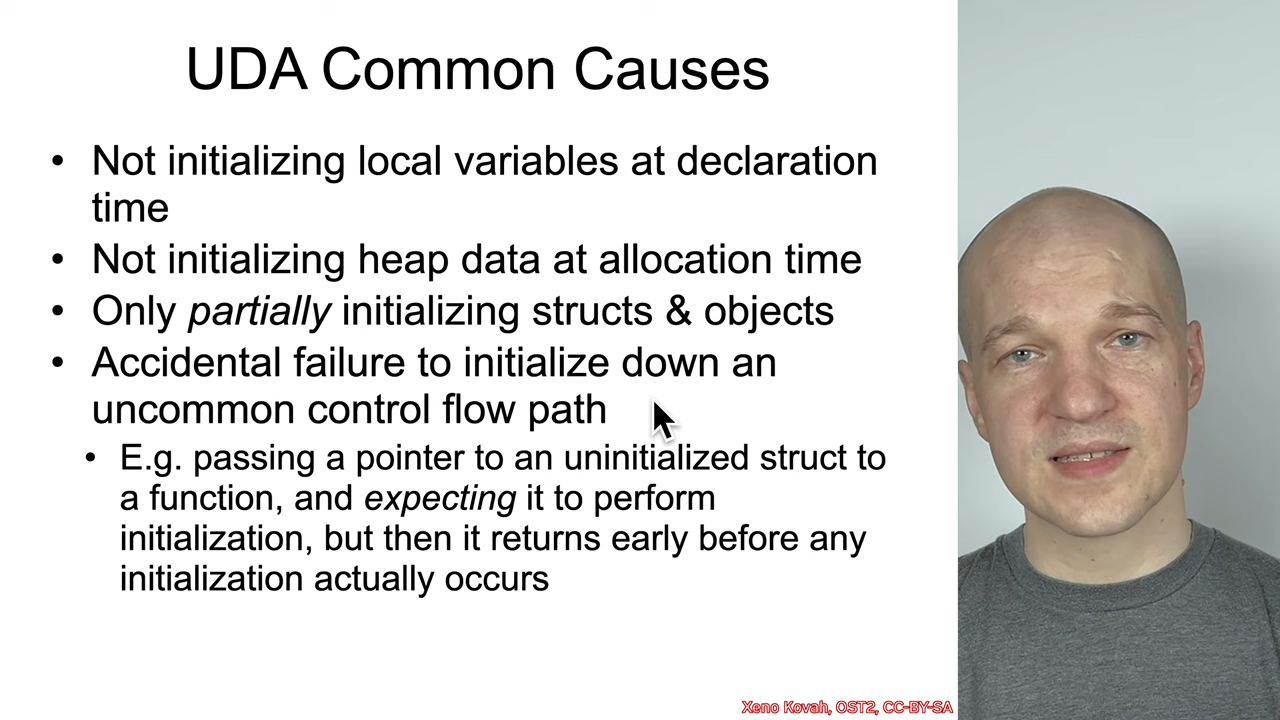 UDA Common Causes
• Not initializing local variables at declaration
time
• Not initializing heap data at allocation time
• Only partially initializing structs & objects
• Accidental failure to initialize down an
uncommon control flow path
• E.g. passing a pointer to an uninitialized struct to
a function, and expecting it to perform
initialization, but then it returns early before any
initialization actually occurs
Xeno Kovah, OST2, CC-BY-SA